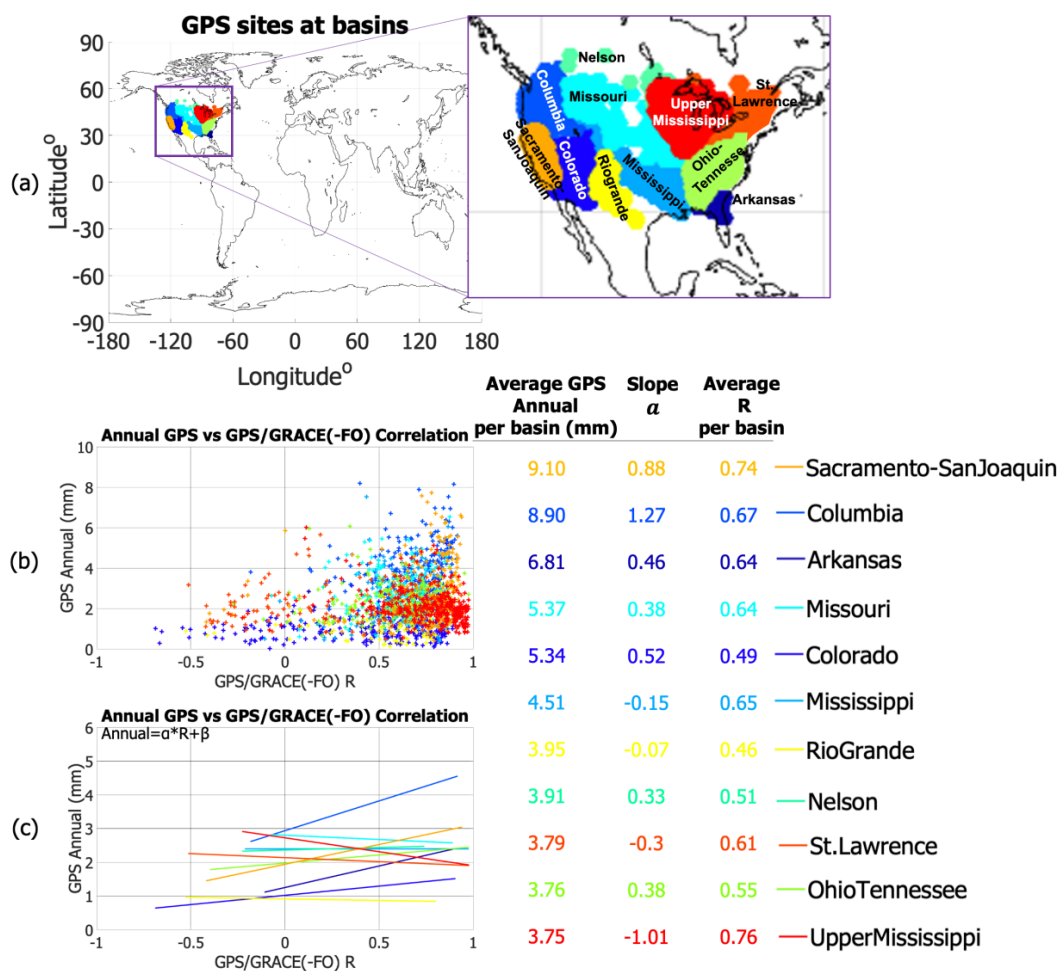 GPS sites at basins
(a)
Latitude°
90
60
30
0
-30
-60
-90
-180
-120
-60
0
60
120
180
Longitude°
Nelson
Columbia
Missouri
Upper
Mississippi
St.
Lawrence
Sacramento
SanJoaquin
Colorado
Riogrande
Mississippi
Ohio-
Tennesse
Arkansas
Average GPS
Annual
per basin (mm)
Slope
a
Average
R
per basin
9.10 0.88 0.74 Sacramento-SanJoaquin
8.90 1.27 0.67 Columbia
6.81 0.46 0.64 Arkansas
5.37 0.38 0.64 Missouri
5.34 0.52 0.49 Colorado
4.51 -0.15 0.65 Mississippi
3.95 -0.07 0.46 RioGrande
3.91 0.33 0.51 Nelson
3.79 -0.3 0.61 St.Lawrence
3.76 0.38 0.55 OhioTennessee
3.75 -1.01 0.76 UpperMississippi
(b)
Annual GPS vs GPS/GRACE(-FO) Correlation
GPS Annual (mm)
10
8
6
4
2
0
-1
-0.5
0
0.5
1
GPS/GRACE(-FO) R
(c)
Annual GPS vs GPS/GRACE(-FO) Correlation
Annual=α*R+β
GPS Annual (mm)
6
5
4
3
2
1
0
-1
-0.5
0
0.5
1
GPS/GRACE(-FO) R